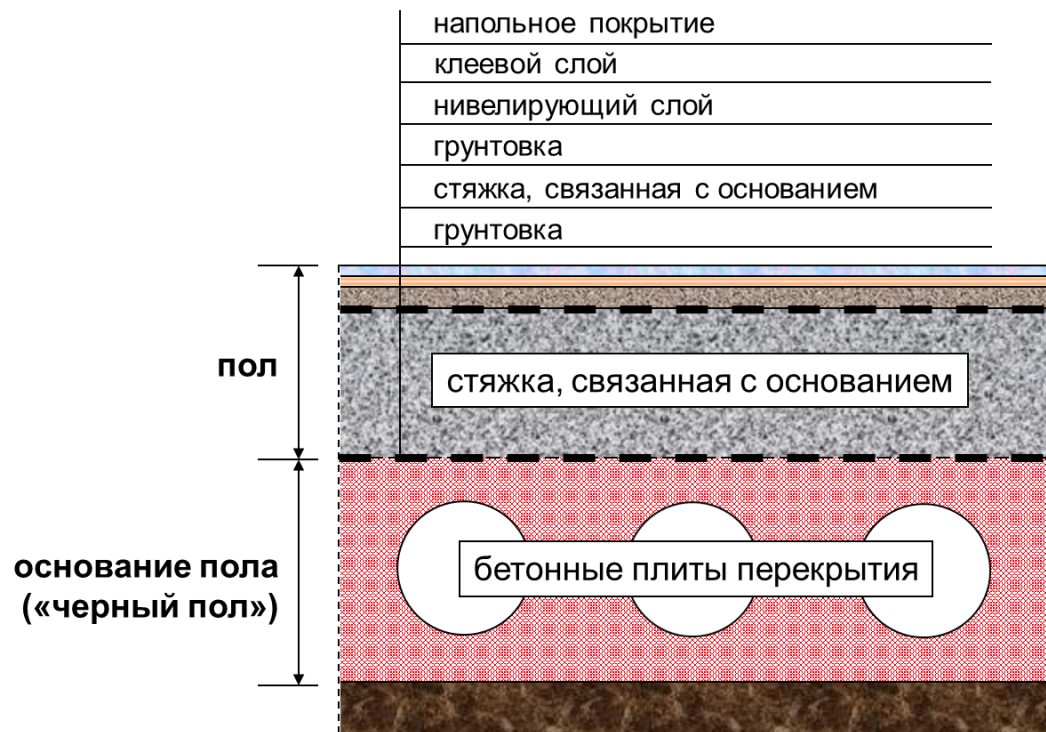 напольное покрытие
клеевой слой
нивелирующий слой
грунтовка
стяжка, связанная с основанием
грунтовка
пол
стяжка, связанная с основанием
основание пола
(«черный пол»)
бетонные плиты перекрытия